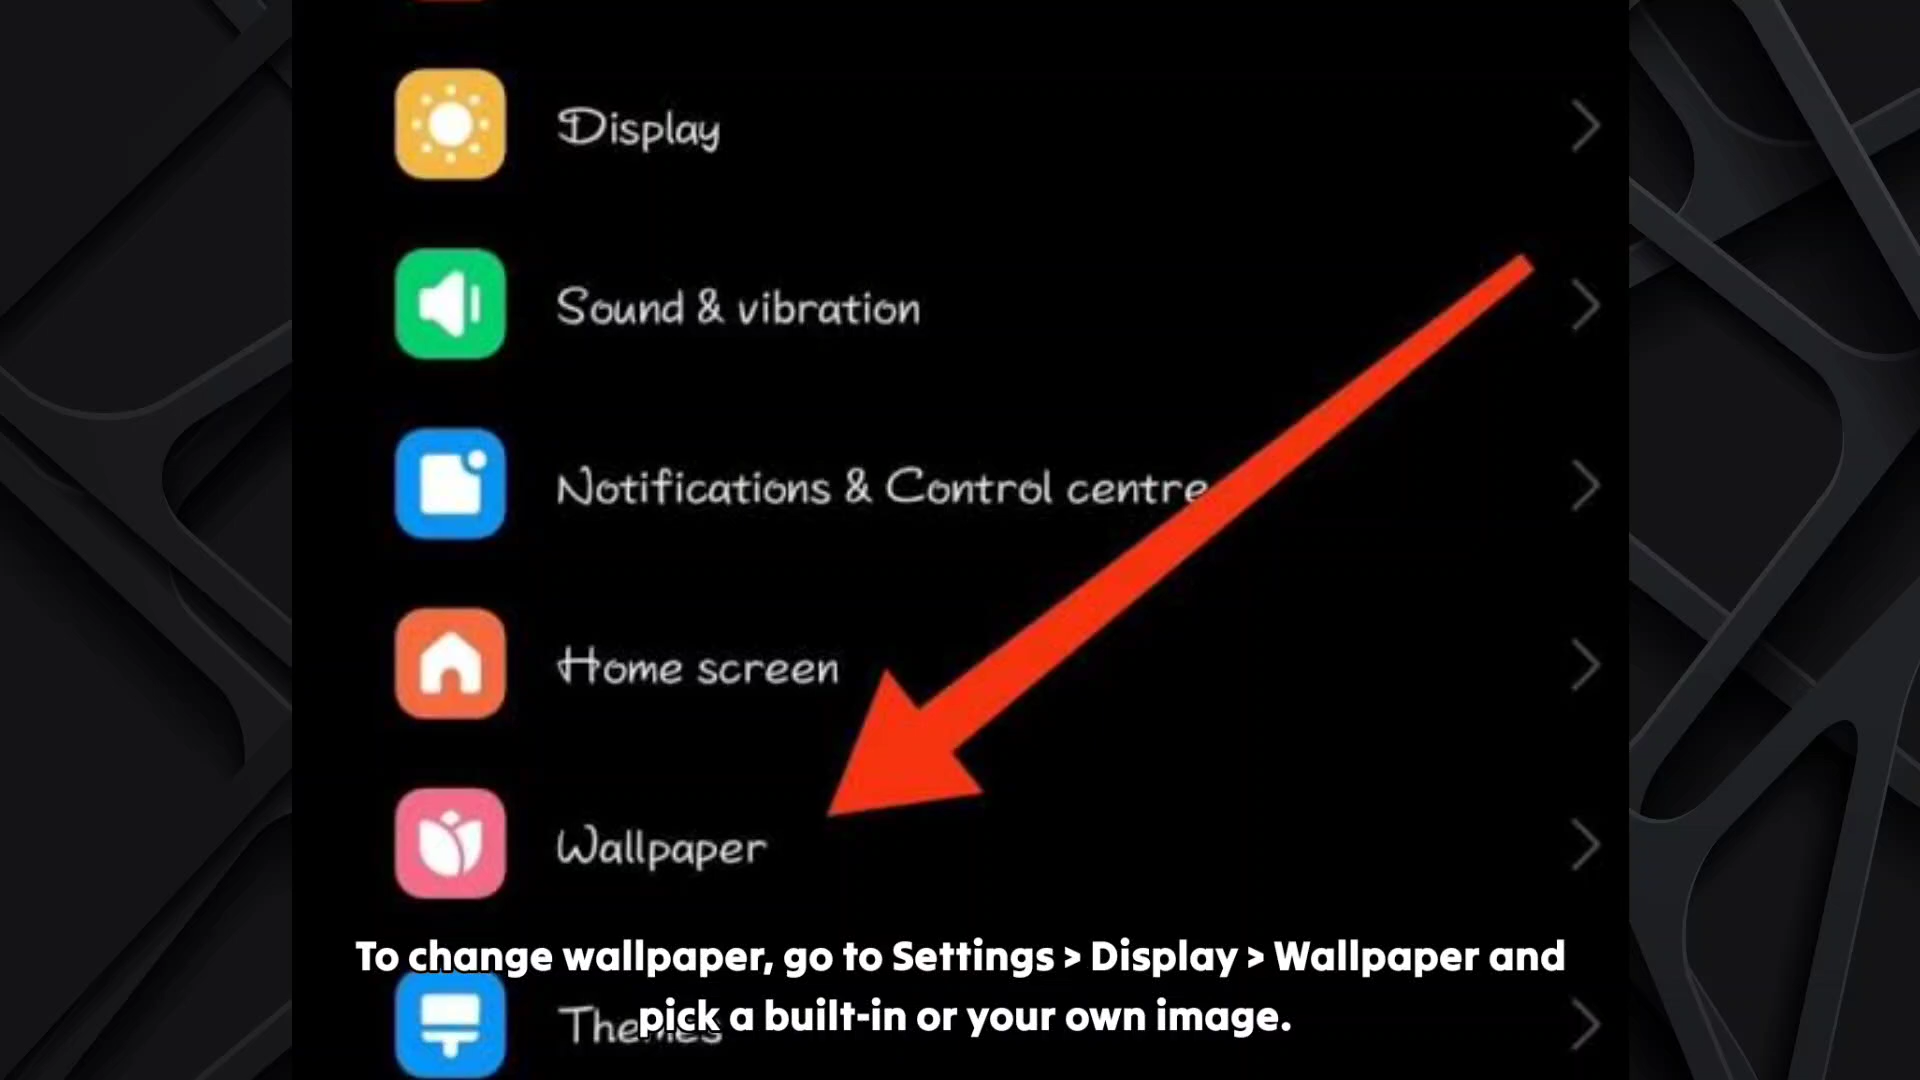 Display
Sound & vibration
Notifications & Control centre
Home screen
Wallpaper
To change wallpaper, go to Settings > Display > Wallpaper and
pick a built-in or your own image.
Themes